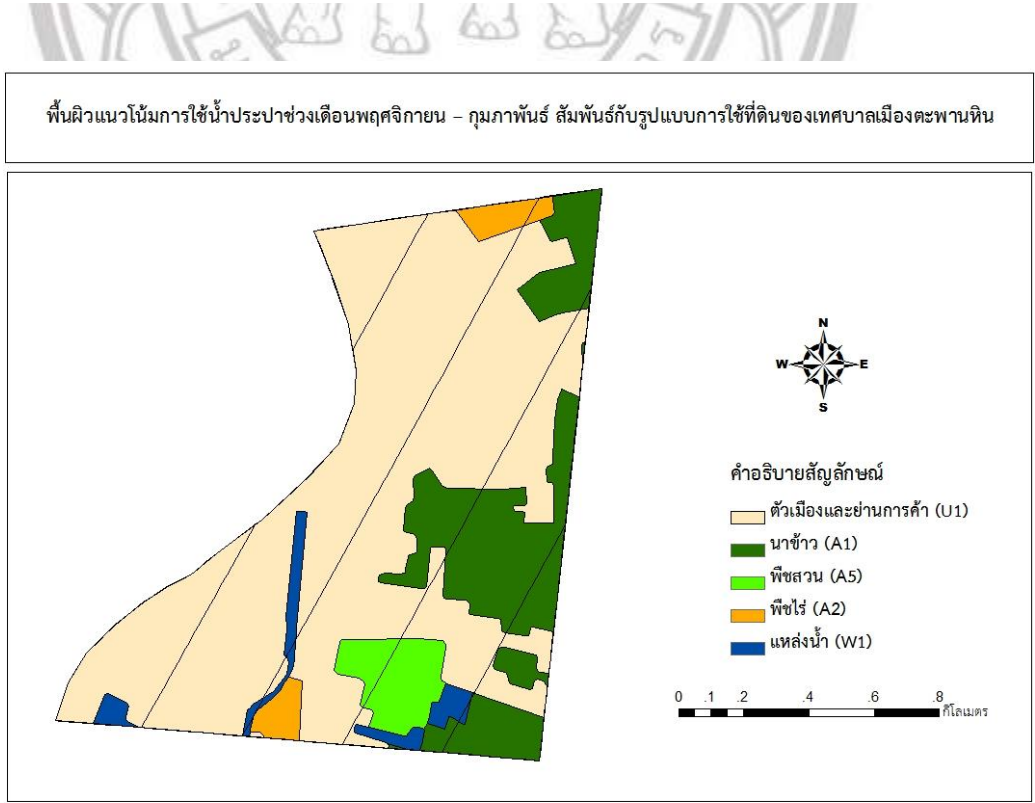 พื้นผิวแนวโน้มการใช้น้ำประปาช่วงเดือนพฤศจิกายน – กุมภาพันธ์ สัมพันธ์กับรูปแบบการใช้ที่ดินของเทศบาลเมืองตะพานหิน
N
W E
S
คำอธิบายสัญลักษณ์
ตัวเมืองและย่านการค้า (U1)
นาข้าว (A1)
พืชสวน (A5)
พืชไร่ (A2)
แหล่งน้ำ (W1)
0 .1 .2 .4 .6 .8
กิโลเมตร